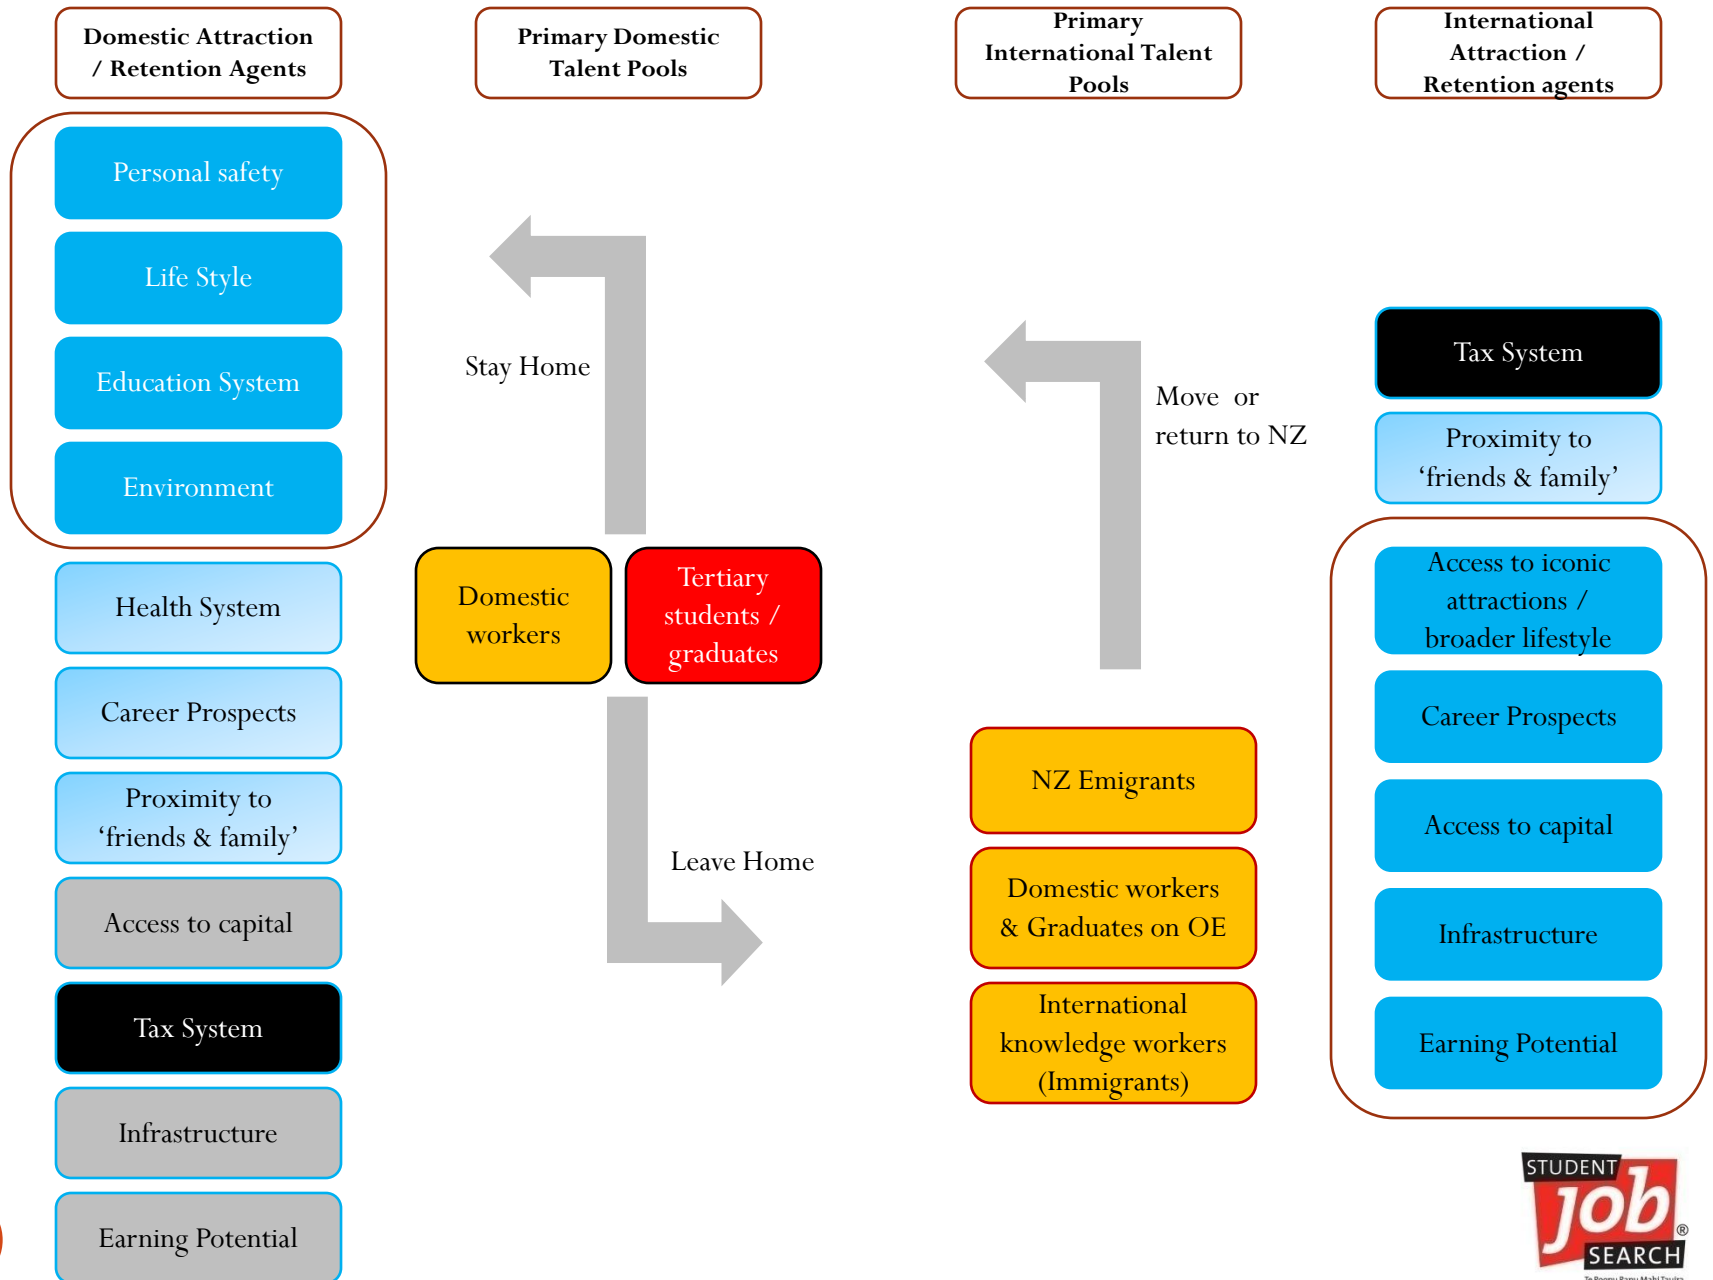 Domestic Attraction
/ Retention Agents
Primary Domestic
Talent Pools
Primary
International Talent
Pools
International
Attraction /
Retention agents
Personal safety
Life Style
Education System
Environment
Health System
Career Prospects
Proximity to
‘friends & family’
Access to capital
Tax System
Infrastructure
Earning Potential
Stay Home
Domestic
workers
Tertiary
students /
graduates
Leave Home
Move or
return to NZ
NZ Emigrants
Domestic workers
& Graduates on OE
International
knowledge workers
(Immigrants)
Tax System
Proximity to
‘friends & family’
Access to iconic
attractions /
broader lifestyle
Career Prospects
Access to capital
Infrastructure
Earning Potential
STUDENT
job
®
SEARCH